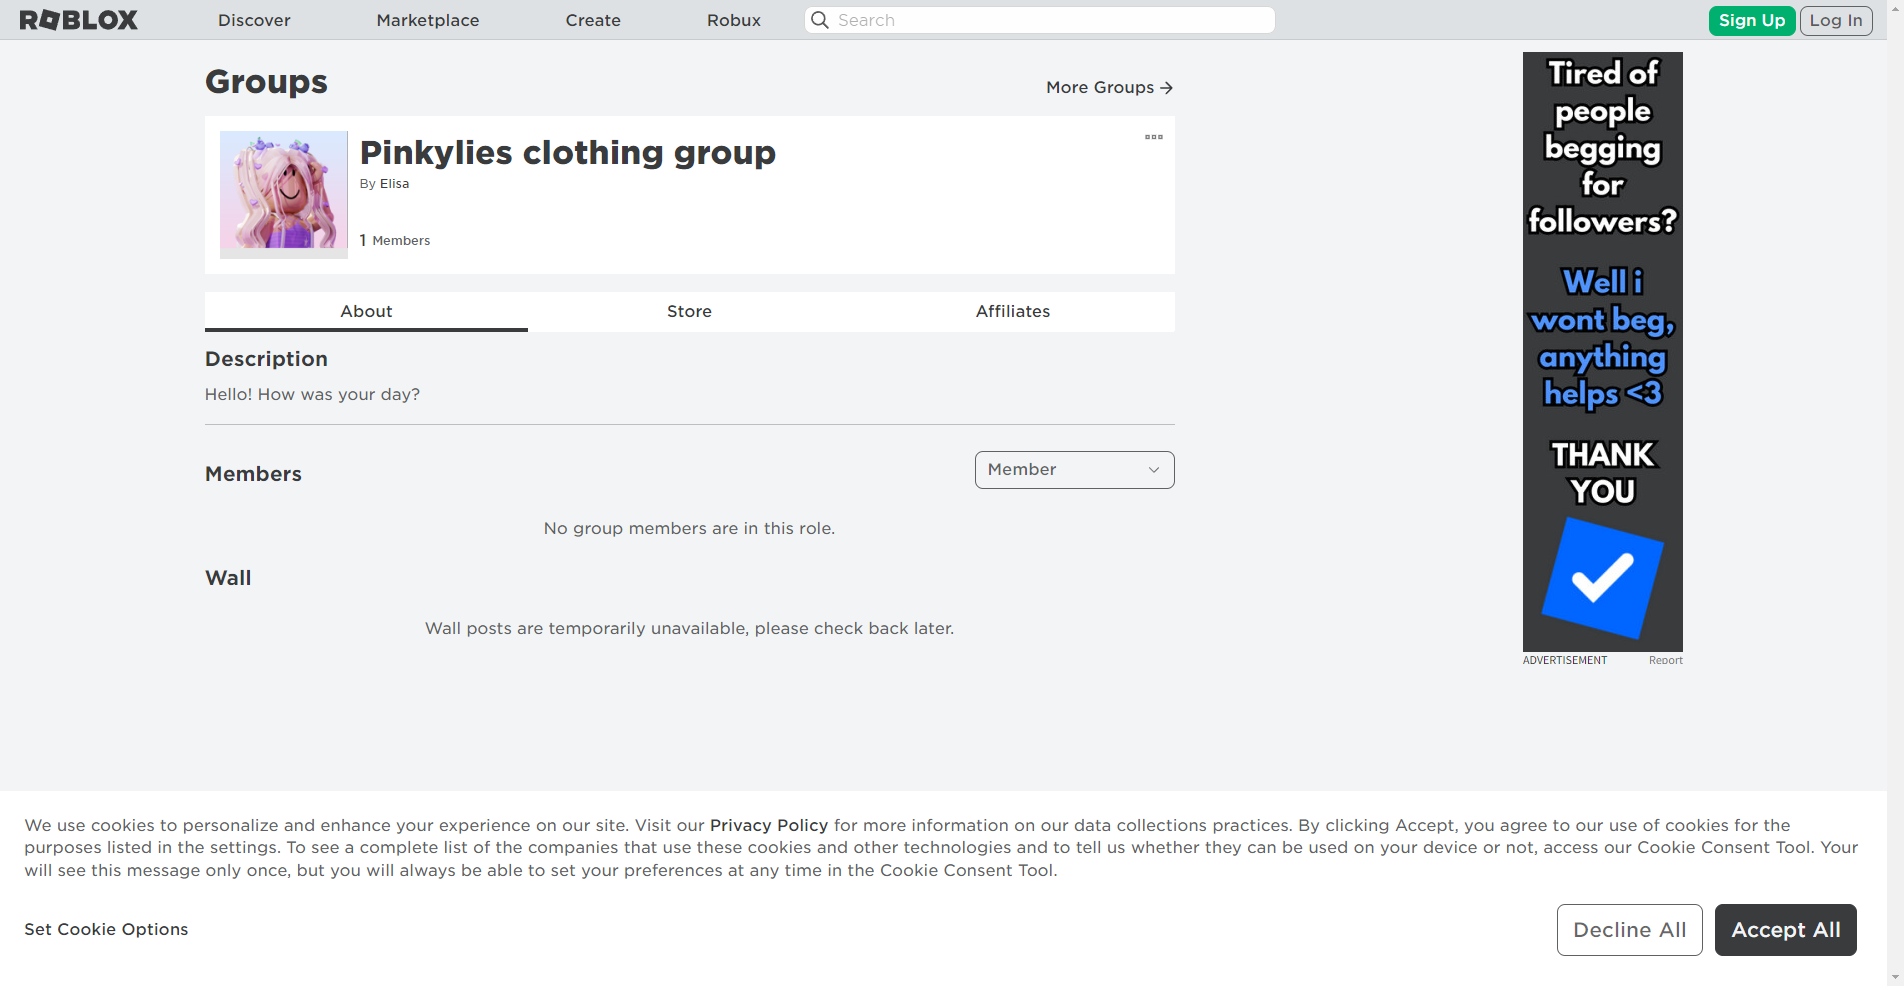 ROBLOX
Discover
Marketplace
Create
Robux
Search
Sign Up
Log In
Groups
More Groups
Pinkylies clothing group
By Elisa
1 Members
About
Store
Affiliates
Description
Hello! How was your day?
Members
Member
No group members are in this role.
Wall
Wall posts are temporarily unavailable, please check back later.
Tired of
people
begging
for
followers?
Well i
wont beg,
anything
helps <3
THANK
YOU
ADVERTISEMENT
Report
We use cookies to personalize and enhance your experience on our site. Visit our Privacy Policy for more information on our data collections practices. By clicking Accept, you agree to our use of cookies for the
purposes listed in the settings. To see a complete list of the companies that use these cookies and other technologies and to tell us whether they can be used on your device or not, access our Cookie Consent Tool. Your
will see this message only once, but you will always be able to set your preferences at any time in the Cookie Consent Tool.
Set Cookie Options
Decline All
Accept All